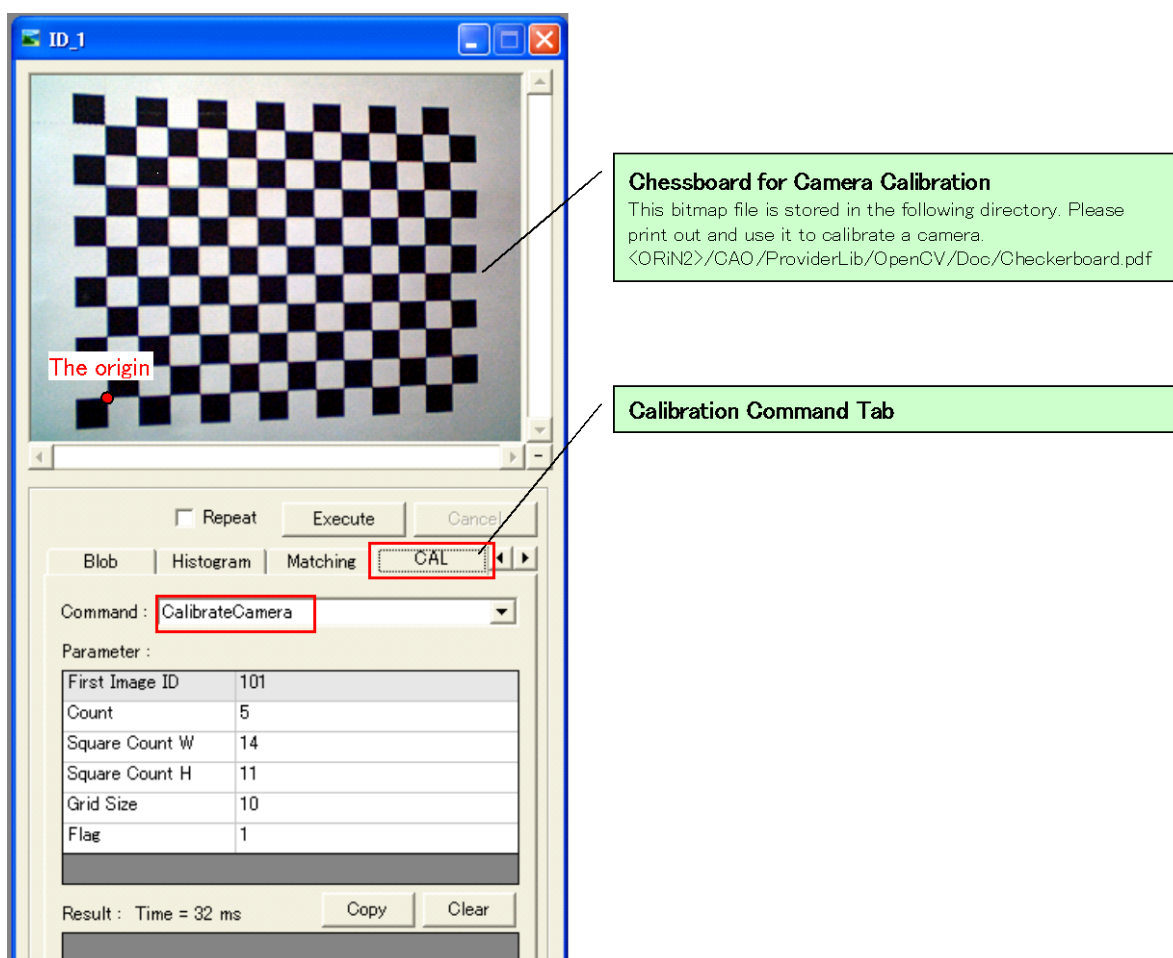 ID_1
Chessboard for Camera Calibration
This bitmap file is stored in the following directory. Please
print out and use it to calibrate a camera.
<ORiN2>/CAO/ProviderLib/OpenCV/Doc/Checkerboard.pdf
The origin
Calibration Command Tab
Repeat Execute Cancel
Blob Histogram Matching CAL
Command : CalibrateCamera
Parameter :
First Image ID 101
Count 5
Square Count W 14
Square Count H 11
Grid Size 10
Flag 1
Result : Time = 32 ms Copy Clear